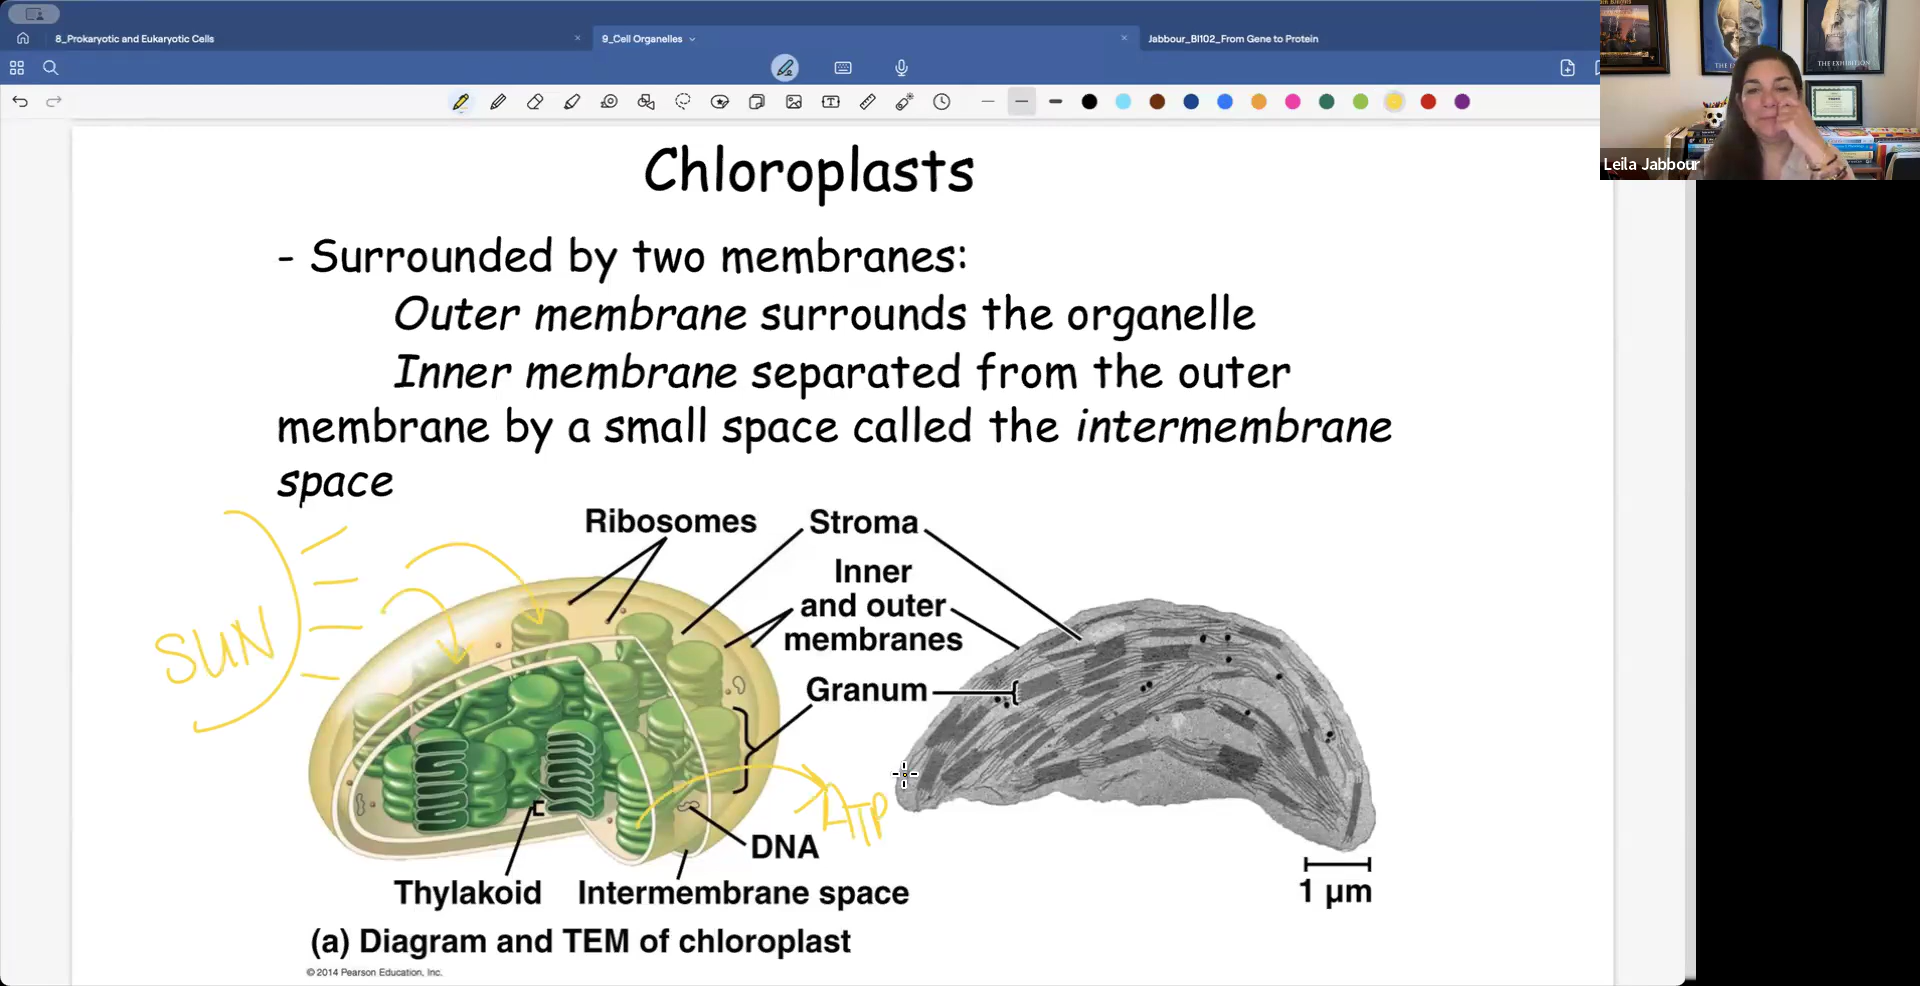 8_Prokaryotic and Eukaryotic Cells
9_Cell Organelles
Jabbour_BI102_From Gene to Protein
THE EXHIBITION
Leila Jabbour
Chloroplasts
- Surrounded by two membranes:
Outer membrane surrounds the organelle
Inner membrane separated from the outer
membrane by a small space called the intermembrane
space
Ribosomes
Stroma
Inner
and outer
membranes
SUN
Granum
ATP
DNA
Thylakoid
Intermembrane space
1 µm
(a) Diagram and TEM of chloroplast
© 2014 Pearson Education, Inc.